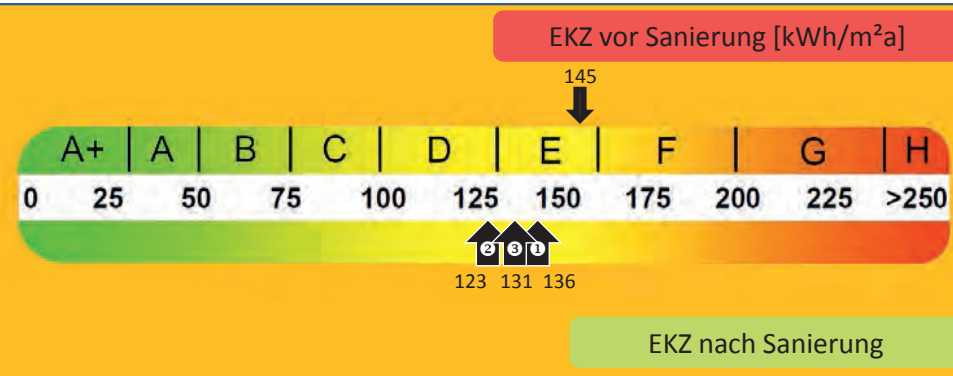 EKZ vor Sanierung [kWh/m²a]
145
A+ A B C D E F G H
0 25 50 75 100 125 150 175 200 225 >250
2 3 1
123 131 136
EKZ nach Sanierung